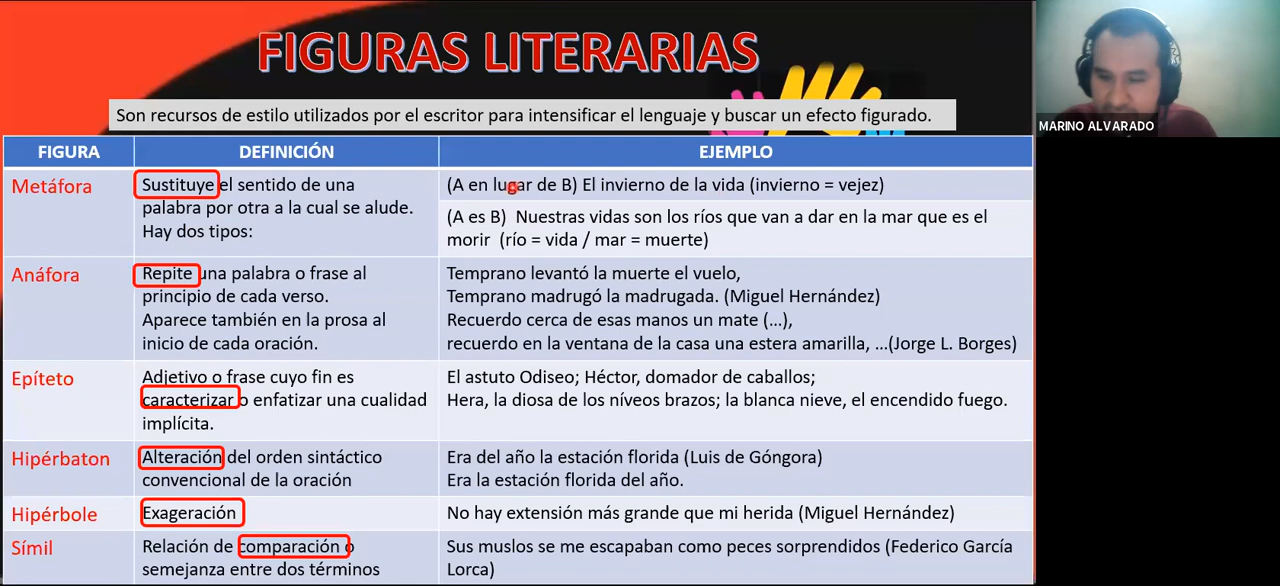 FIGURAS LITERARIAS
Son recursos de estilo utilizados por el escritor para intensificar el lenguaje y buscar un efecto figurado.
MARINO ALVARADO
FIGURA
DEFINICIÓN
EJEMPLO
Metáfora
Sustituye el sentido de una
palabra por otra a la cual se alude.
Hay dos tipos:
(A en lugar de B) El invierno de la vida (invierno = vejez)
(A es B)  Nuestras vidas son los ríos que van a dar en la mar que es el
morir  (río = vida / mar = muerte)
Anáfora
Repite una palabra o frase al
principio de cada verso.
Aparece también en la prosa al
inicio de cada oración.
Temprano levantó la muerte el vuelo,
Temprano madrugó la madrugada. (Miguel Hernández)
Recuerdo cerca de esas manos un mate (...),
recuerdo en la ventana de la casa una estera amarilla, ...(Jorge L. Borges)
Epíteto
Adjetivo o frase cuyo fin es
caracterizar o enfatizar una cualidad
implícita.
El astuto Odiseo; Héctor, domador de caballos;
Hera, la diosa de los níveos brazos; la blanca nieve, el encendido fuego.
Hipérbaton
Alteración del orden sintáctico
convencional de la oración
Era del año la estación florida (Luis de Góngora)
Era la estación florida del año.
Hipérbole
Exageración
No hay extensión más grande que mi herida (Miguel Hernández)
Símil
Relación de comparación o
semejanza entre dos términos
Sus muslos se me escapaban como peces sorprendidos (Federico García
Lorca)